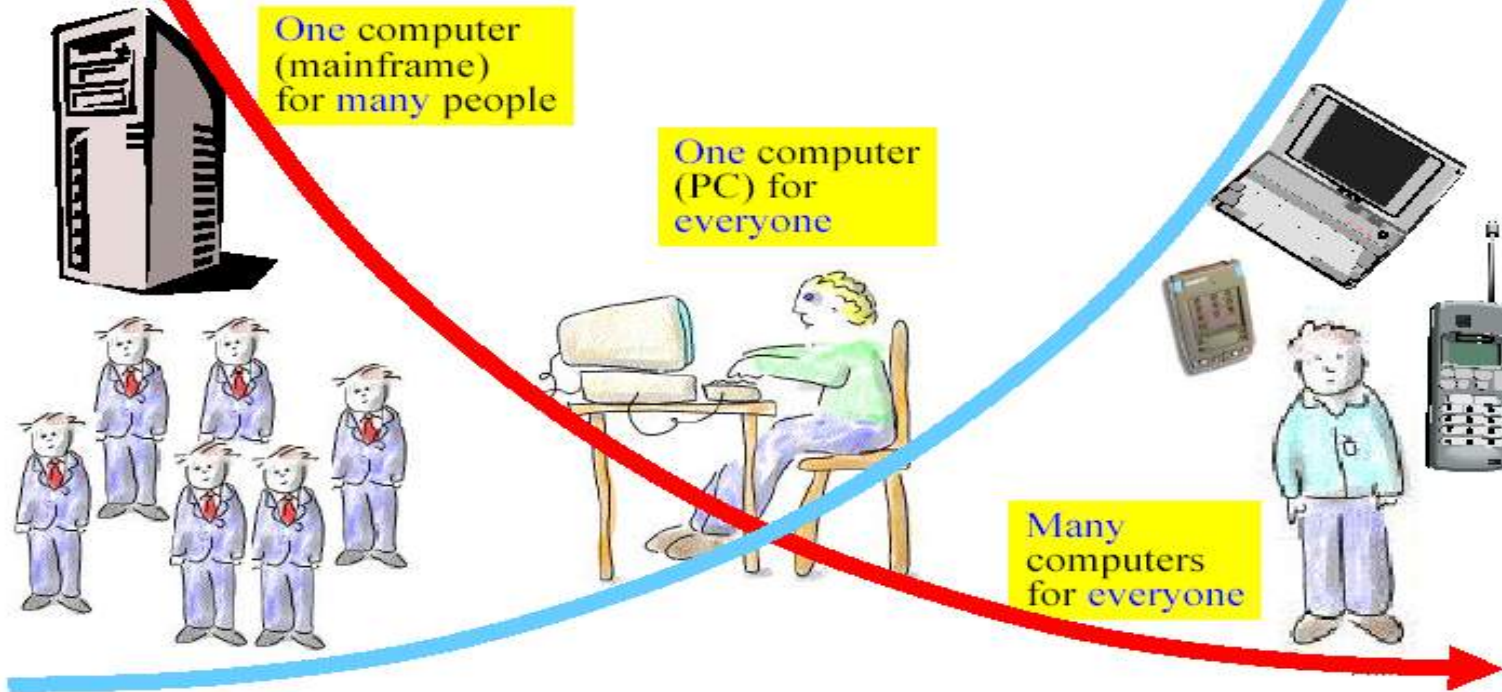 One computer
(mainframe)
for many people
One computer
(PC) for
everyone
Many
computers
for everyone